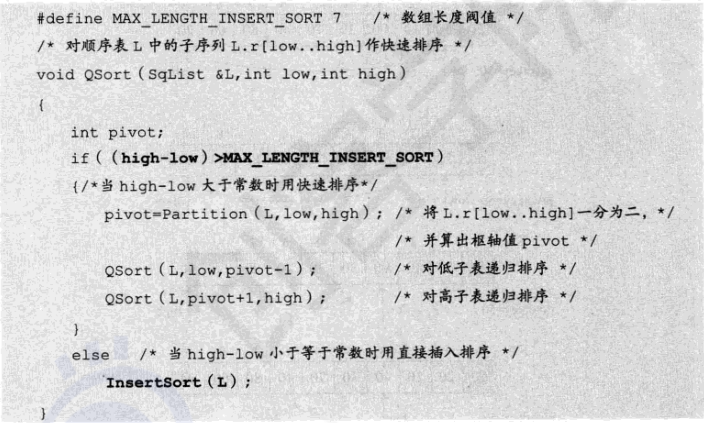 #define MAX_LENGTH_INSERT_SORT 7    /* 数组长度阀值 */
/* 对顺序表 L 中的子序列 L.r[low..high]作快速排序 */
void QSort（SqList &L,int low,int high）
{
    int pivot;
    if（（high-low）>MAX_LENGTH_INSERT_SORT）
    {/*当 high-low 大于常数时用快速排序*/
        pivot=Partition（L,low,high）; /* 将 L.r[low..high]一分为二，*/
                                      /* 并算出枢轴值 pivot */
        QSort（L,low,pivot-1）;         /* 对低子表递归排序 */
        QSort（L,pivot+1,high）;        /* 对高子表递归排序 */
    }
    else    /* 当 high-low 小于等于常数时用直接插入排序 */
        InsertSort（L）;
}